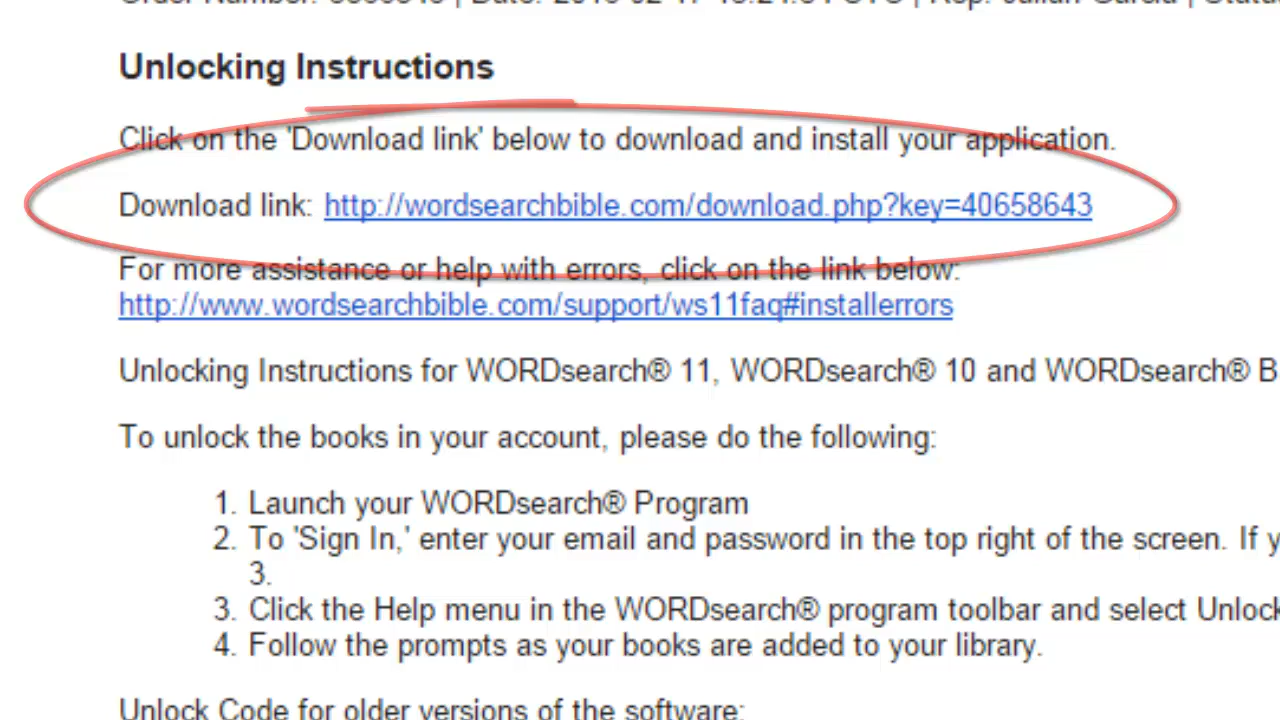 Unlocking Instructions
Click on the 'Download link' below to download and install your application.
Download link: http://wordsearchbible.com/download.php?key=40658643
For more assistance or help with errors, click on the link below:
http://www.wordsearchbible.com/support/ws11faq#installerrors
Unlocking Instructions for WORDsearch® 11, WORDsearch® 10 and WORDsearch® B
To unlock the books in your account, please do the following:
1. Launch your WORDsearch® Program
2. To 'Sign In,' enter your email and password in the top right of the screen. If y
3.
3. Click the Help menu in the WORDsearch® program toolbar and select Unlock
4. Follow the prompts as your books are added to your library.
Unlock Code for older versions of the software: